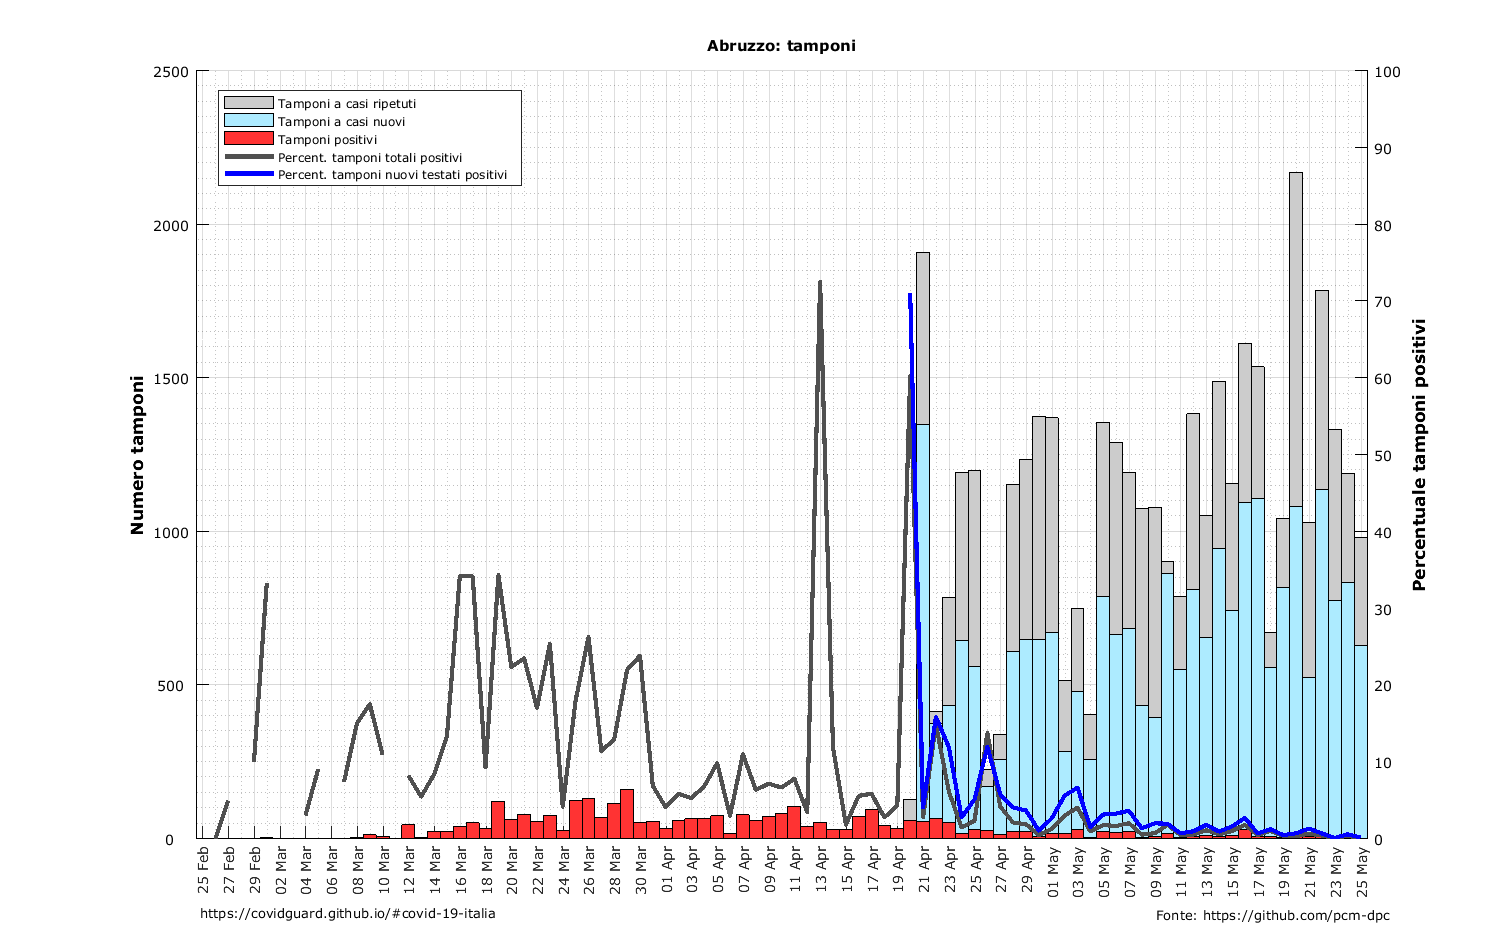 Abruzzo: tamponi
2500
2000
1500
1000
500
0
Numero tamponi
Tamponi a casi ripetuti
Tamponi a casi nuovi
Tamponi positivi
Percent. tamponi totali positivi
Percent. tamponi nuovi testati positivi
100
90
80
70
60
50
40
30
20
10
0
Percentuale tamponi positivi
25 Feb
27 Feb
29 Feb
02 Mar
04 Mar
06 Mar
08 Mar
10 Mar
12 Mar
14 Mar
16 Mar
18 Mar
20 Mar
22 Mar
24 Mar
26 Mar
28 Mar
30 Mar
01 Apr
03 Apr
05 Apr
07 Apr
09 Apr
11 Apr
13 Apr
15 Apr
17 Apr
19 Apr
21 Apr
23 Apr
25 Apr
27 Apr
29 Apr
01 May
03 May
05 May
07 May
09 May
11 May
13 May
15 May
17 May
19 May
21 May
23 May
25 May
https://covidguard.github.io/#covid-19-italia
Fonte: https://github.com/pcm-dpc